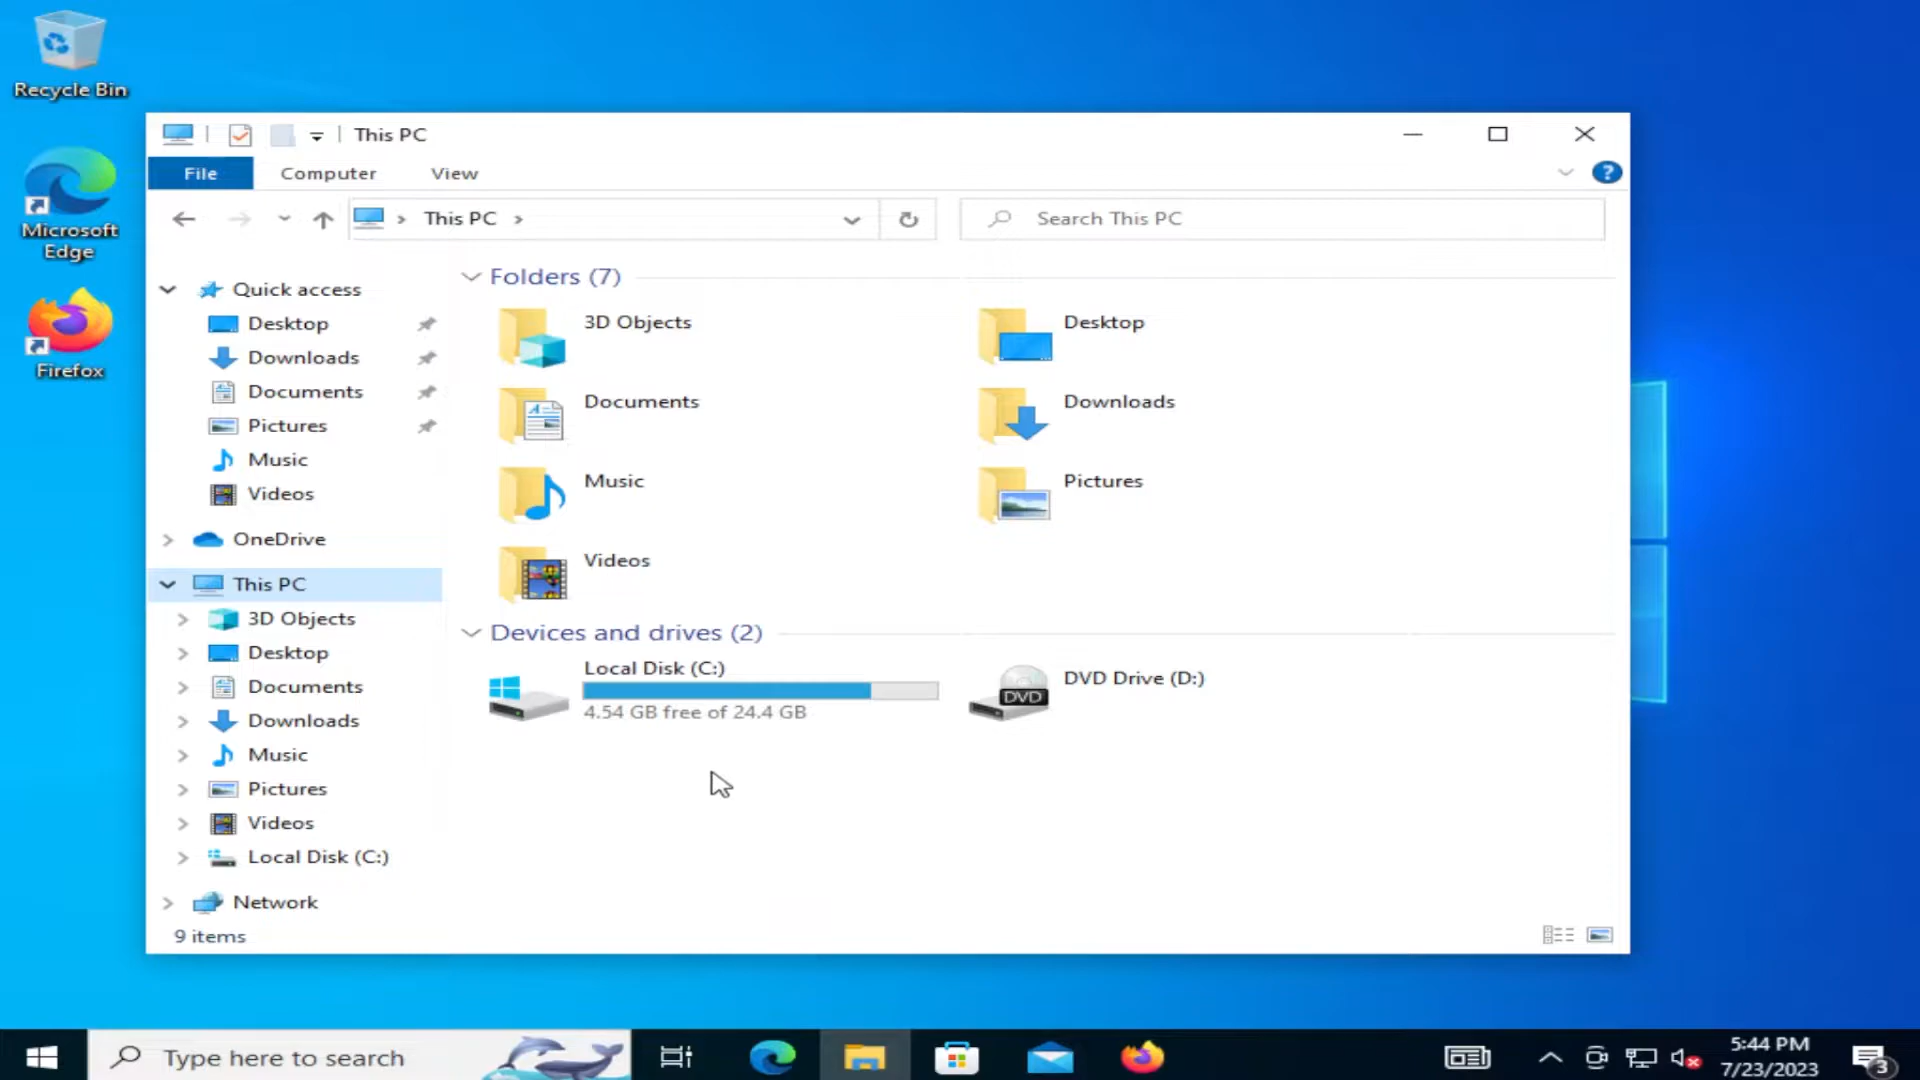 Recycle Bin
Microsoft
Edge
Firefox
This PC
File Computer View
?
This PC
Search This PC
Quick access
Desktop
Downloads
Documents
Pictures
Music
Videos
OneDrive
This PC
3D Objects
Desktop
Documents
Downloads
Music
Pictures
Videos
Local Disk (C:)
Network
9 items
Folders (7)
3D Objects
Desktop
Documents
Downloads
Music
Pictures
Videos
Devices and drives (2)
Local Disk (C:)
4.54 GB free of 24.4 GB
DVD
DVD Drive (D:)
Type here to search
5:44 PM
7/23/2023
3